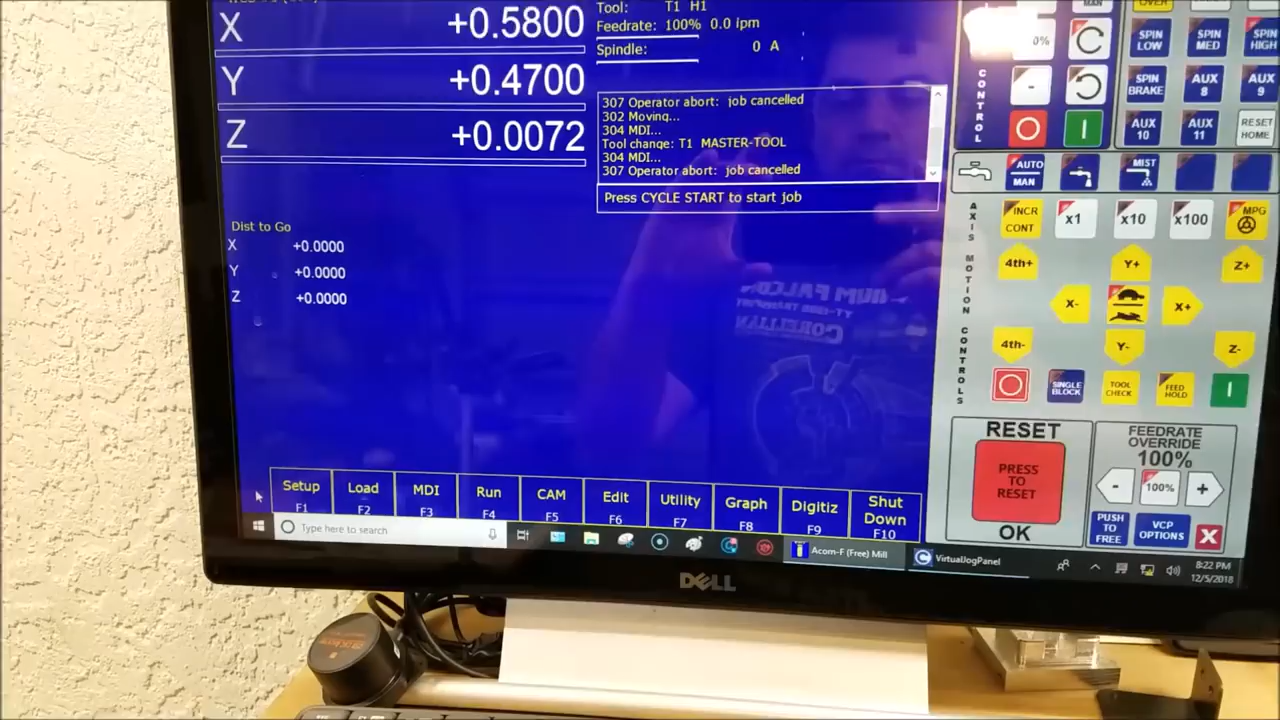 X +0.5800
Y +0.4700
Z +0.0072
Tool: T1 H1
Feedrate: 100% 0.0 ipm
Spindle: 0 A
307 Operator abort: job cancelled
302 Moving...
304 MDI...
Tool change: T1 MASTER-TOOL
304 MDI...
307 Operator abort: job cancelled
Press CYCLE START to start job
Dist to Go
X +0.0000
Y +0.0000
Z +0.0000
Setup
F1
Load
F2
MDI
F3
Run
F4
CAM
F5
Edit
F6
Utility
F7
Graph
F8
Digitiz
F9
Shut
Down
F10
OVER
MAN
SPIN
LOW
SPIN
MED
SPIN
HIGH
0%
CONTROL
-
SPIN
BRAKE
AUX
8
AUX
9
AUX
10
AUX
11
RESET
HOME
AUTO
MAN
MIST
AXIS MOTION CONTROLS
INCR
CONT
x1
x10
x100
MPG
4th+
Y+
Z+
X-
X+
4th-
Y-
Z-
SINGLE
BLOCK
TOOL
CHECK
FEED
HOLD
RESET
PRESS
TO
RESET
OK
FEEDRATE
OVERRIDE
100%
-
100%
+
PUSH
TO
FREE
VCP
OPTIONS
Type here to search
Acorn-F (Free) Mill
VirtualJogPanel
8:22 PM
12/5/2018
DELL